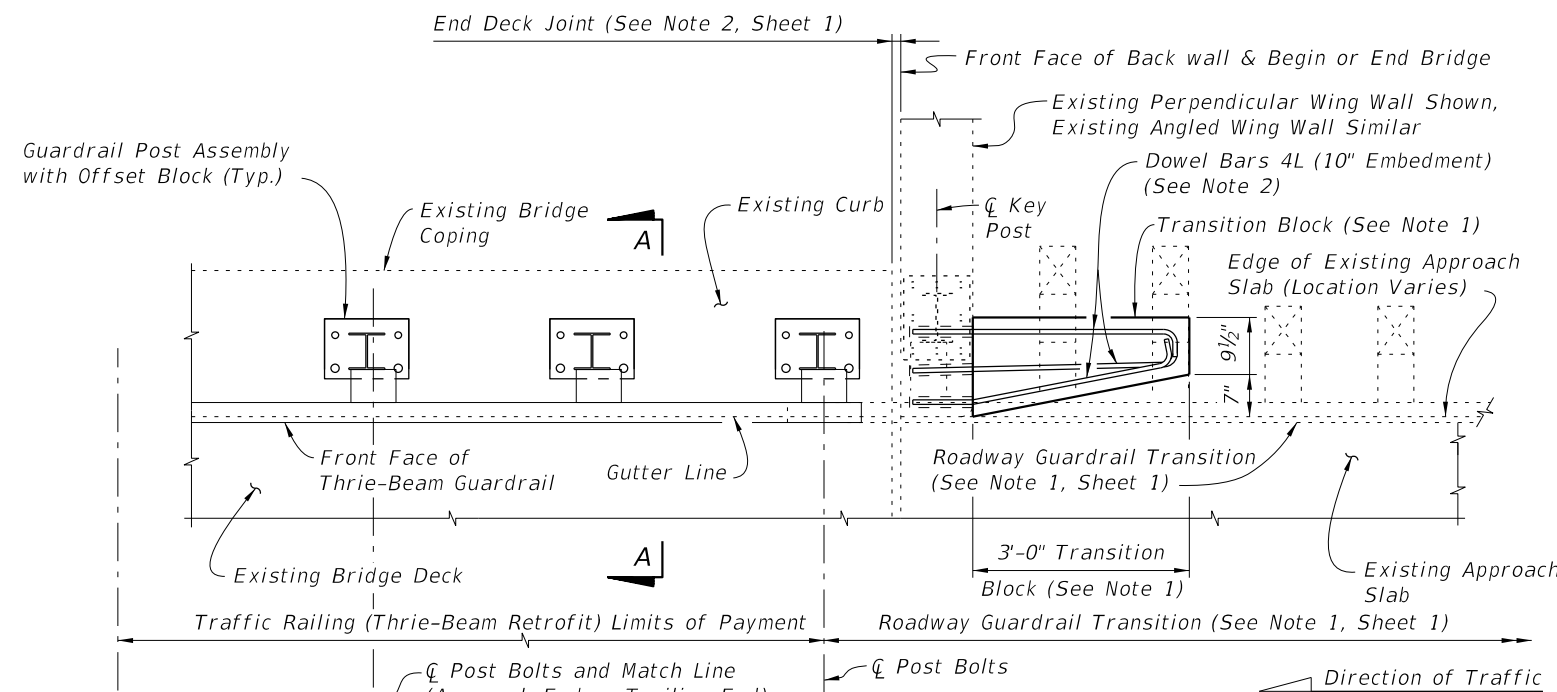 End Deck Joint (See Note 2, Sheet 1)
Front Face of Back wall & Begin or End Bridge
Existing Perpendicular Wing Wall Shown,
Existing Angled Wing Wall Similar
Guardrail Post Assembly
with Offset Block (Typ.)
Dowel Bars 4L (10" Embedment)
(See Note 2)
Existing Bridge
Coping
A
Existing Curb
℄ Key
Post
Transition Block (See Note 1)
Edge of Existing Approach
Slab (Location Varies)
9½"
7"
Front Face of
Thrie-Beam Guardrail
Gutter Line
Roadway Guardrail Transition
(See Note 1, Sheet 1)
A
Existing Bridge Deck
3'-0" Transition
Block (See Note 1)
Existing Approach
Slab
Traffic Railing (Thrie-Beam Retrofit) Limits of Payment
Roadway Guardrail Transition (See Note 1, Sheet 1)
℄ Post Bolts and Match Line
℄ Post Bolts
Direction of Traffic